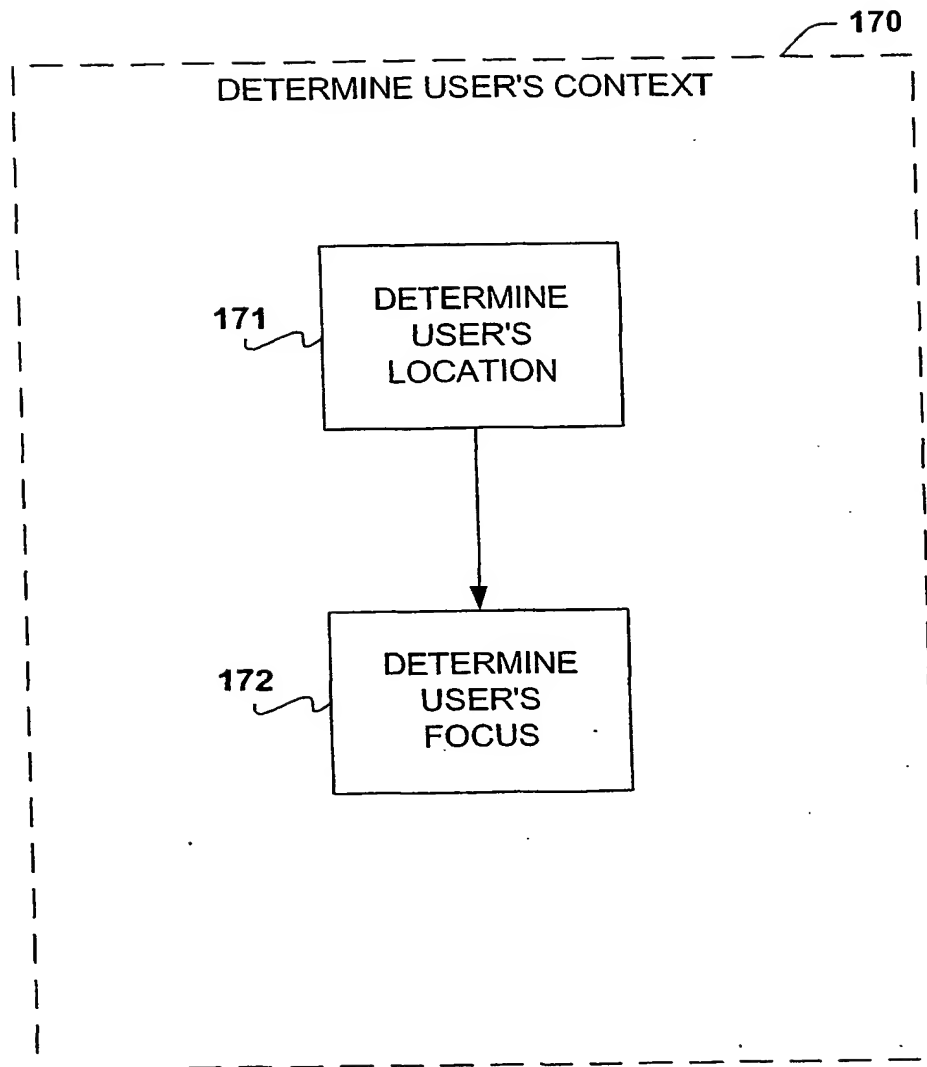 170
DETERMINE USER'S CONTEXT
171
DETERMINE
USER'S
LOCATION
172
DETERMINE
USER'S
FOCUS